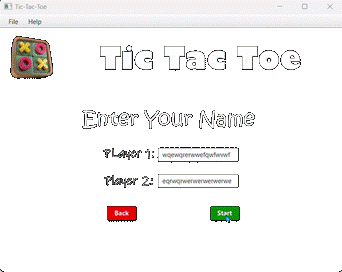 Tic-Tac-Toe
File Help
Tic Tac Toe
Enter Your Name
PLayer 1: wqewqrerwwefqwfwvwf
PLayer 2: eqrwqrwerwerwerwerwe
Back Start